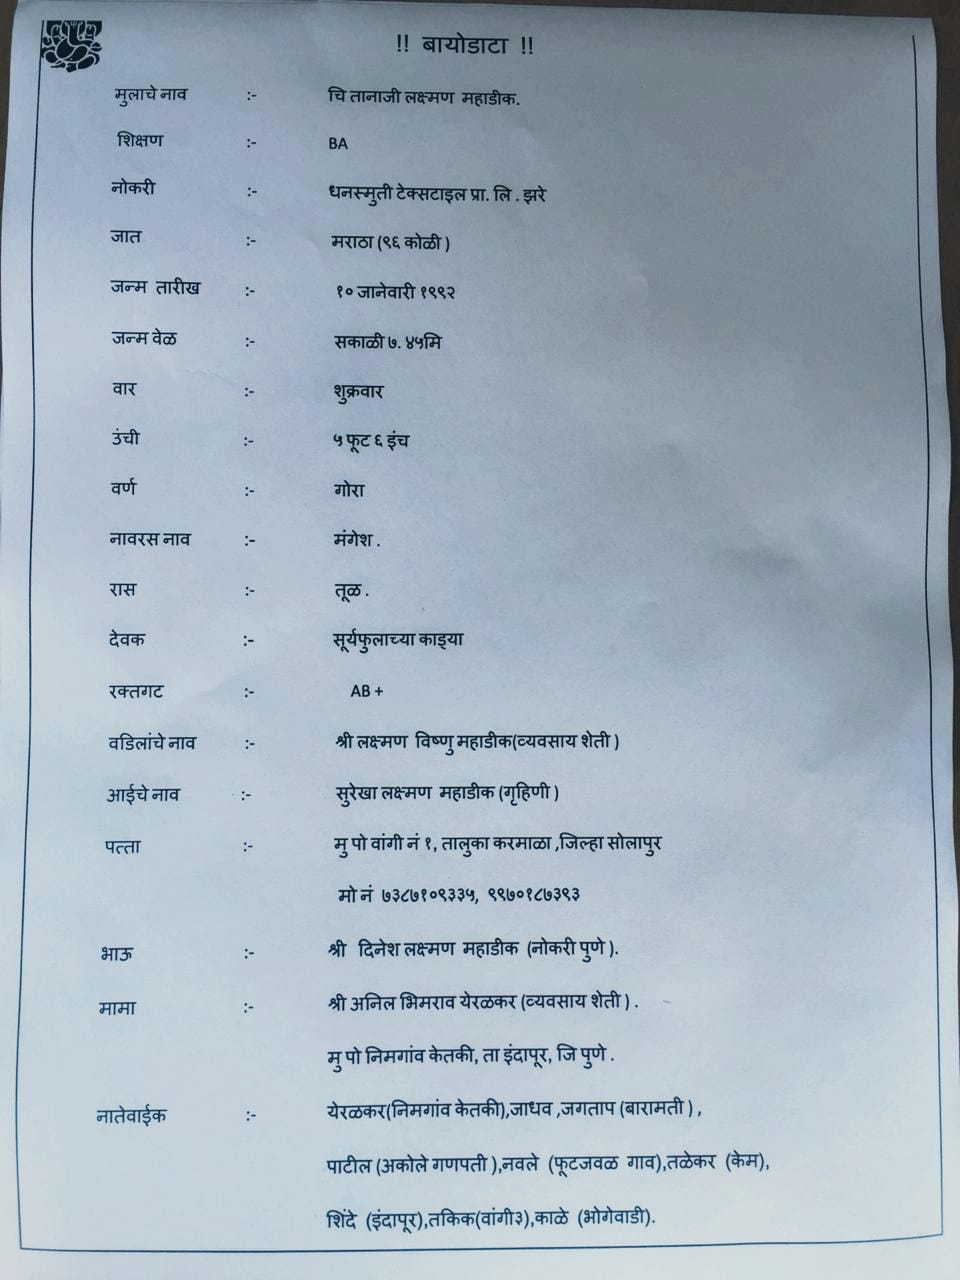 !! बायोडाटा !!
मुलाचे नाव :- चि तानाजी लक्ष्मण महाडीक.
शिक्षण :- BA
नोकरी :- धनस्मुती टेक्सटाइल प्रा. लि . झरे
जात :- मराठा (९६ कोळी )
जन्म तारीख :- १० जानेवारी १९९२
जन्म वेळ :- सकाळी ७. ४५मि
वार :- शुक्रवार
उंची :- ५ फूट ६ इंच
वर्ण :- गोरा
नावरस नाव :- मंगेश .
रास :- तूळ .
देवक :- सूर्यफुलाच्या काड्या
रक्तगट :- AB +
वडिलांचे नाव :- श्री लक्ष्मण विष्णु महाडीक(व्यवसाय शेती )
आईचे नाव :- सुरेखा लक्ष्मण महाडीक (गृहिणी )
पत्ता :- मु पो वांगी नं १, तालुका करमाळा ,जिल्हा सोलापुर
मो नं ७३८७१०९३३५, ९९७०१८७३९३
भाऊ :- श्री दिनेश लक्ष्मण महाडीक (नोकरी पुणे ).
मामा :- श्री अनिल भिमराव येरळकर (व्यवसाय शेती ) .
मु पो निमगांव केतकी, ता इंदापूर, जि पुणे .
नातेवाईक :- येरळकर(निमगांव केतकी),जाधव ,जगताप (बारामती ) ,
पाटील (अकोले गणपती ),नवले (फूटजवळ गाव),तळेकर (केम),
शिंदे (इंदापूर),तकिक(वांगी३),काळे (भोगेवाडी).